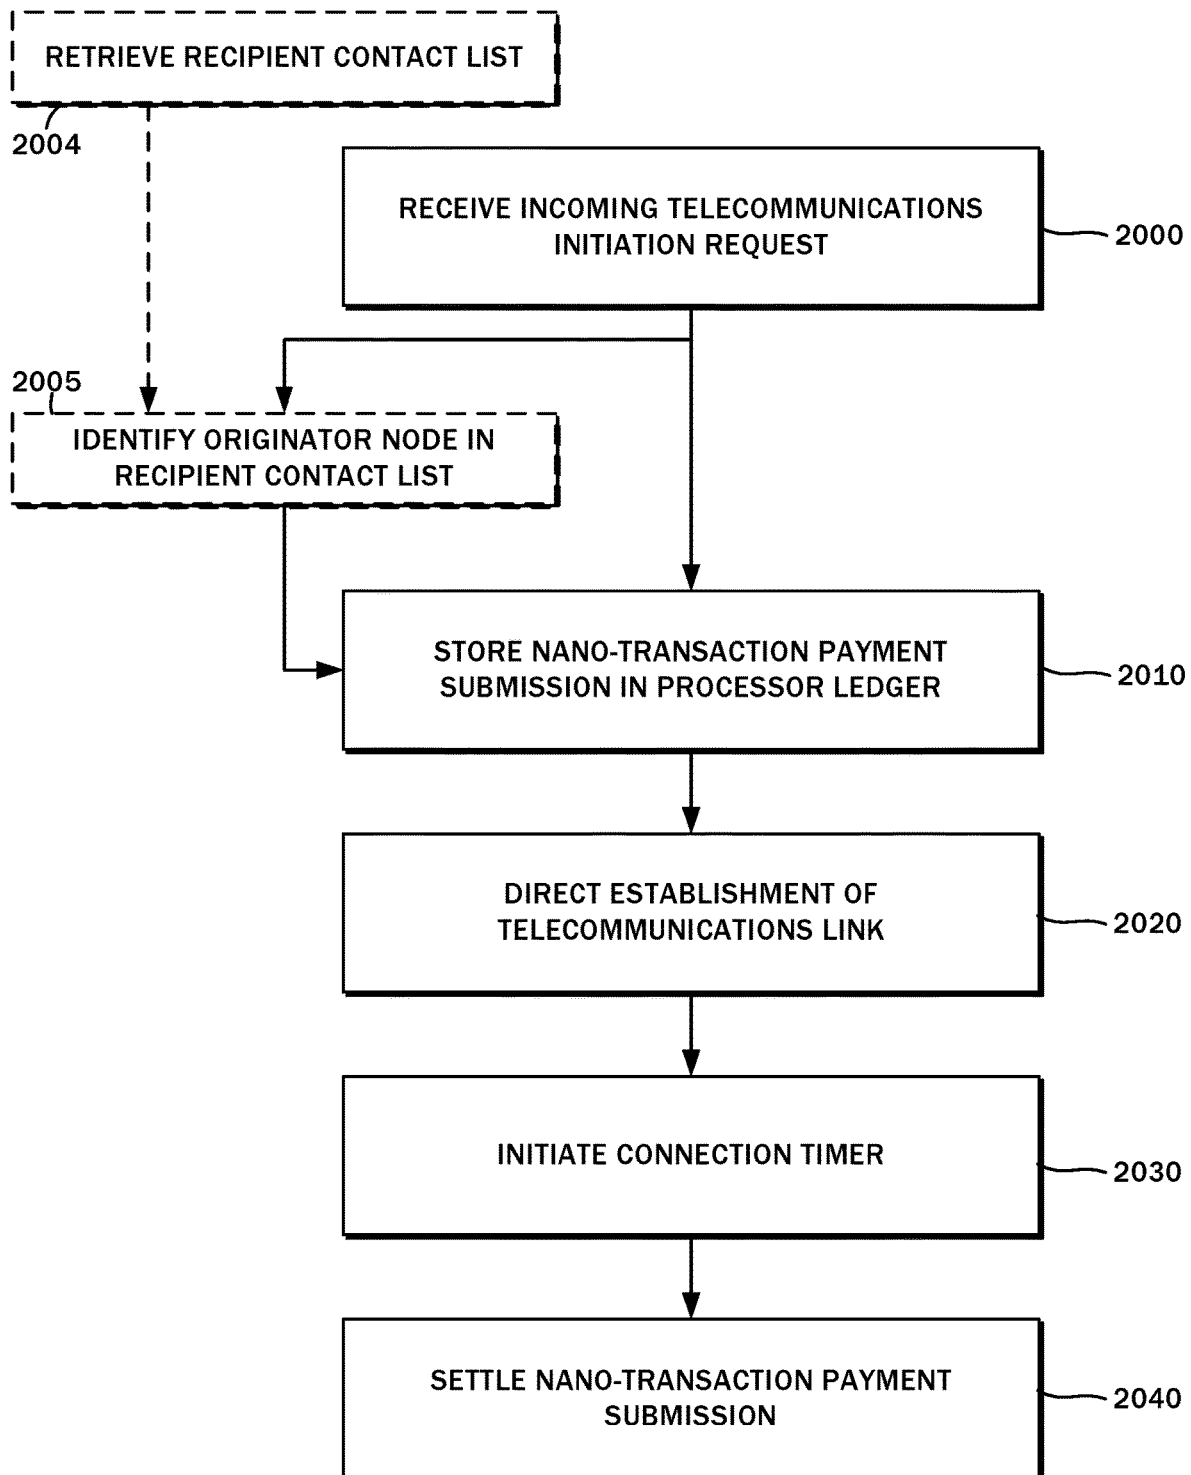 RETRIEVE RECIPIENT CONTACT LIST
2004
RECEIVE INCOMING TELECOMMUNICATIONS
INITIATION REQUEST
2000
2005
IDENTIFY ORIGINATOR NODE IN
RECIPIENT CONTACT LIST
STORE NANO-TRANSACTION PAYMENT
SUBMISSION IN PROCESSOR LEDGER
2010
DIRECT ESTABLISHMENT OF
TELECOMMUNICATIONS LINK
2020
INITIATE CONNECTION TIMER
2030
SETTLE NANO-TRANSACTION PAYMENT
SUBMISSION
2040